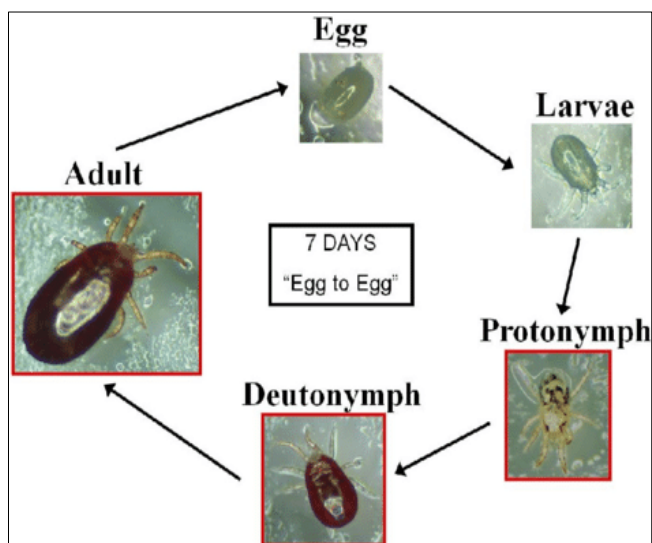 Egg
Larvae
Adult
7 DAYS
“Egg to Egg”
Protonymph
Deutonymph